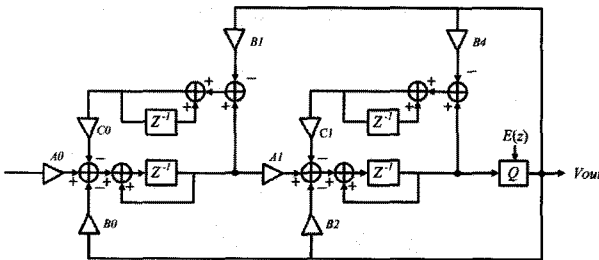 B1
B4
−
−
+
+
+
+
+
+
Z⁻¹
Z⁻¹
C0
C1
E(z)
A0
−
+
−
+
+
Z⁻¹
A1
−
+
−
+
+
Z⁻¹
Q
Vout
B0
B2